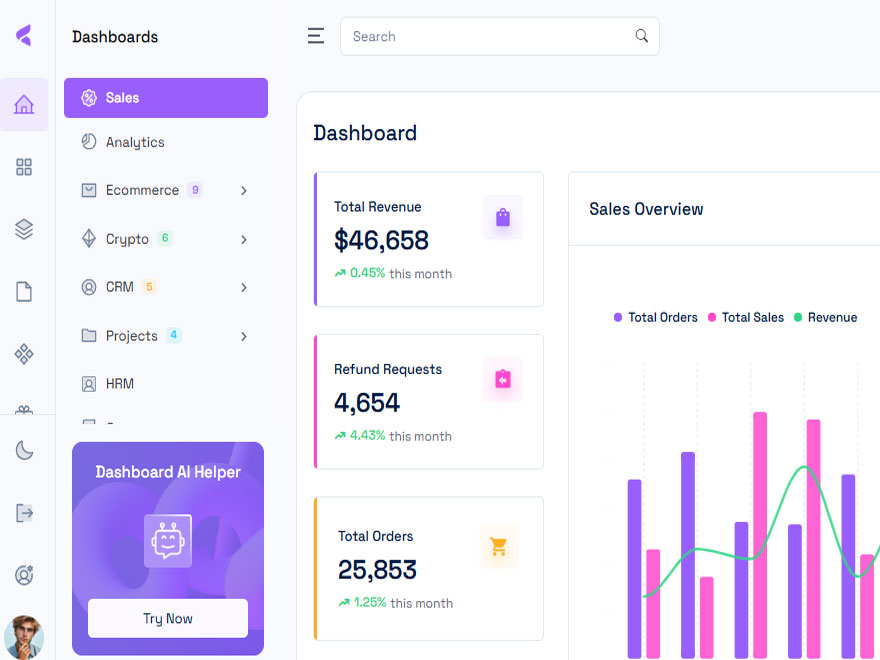 Dashboards
Search
Sales
Analytics
Ecommerce 9
Crypto 6
CRM 5
Projects 4
HRM
Dashboard AI Helper
Try Now
Dashboard
Total Revenue
$46,658
0.45% this month
Refund Requests
4,654
4.43% this month
Total Orders
25,853
1.25% this month
Sales Overview
Total Orders Total Sales Revenue